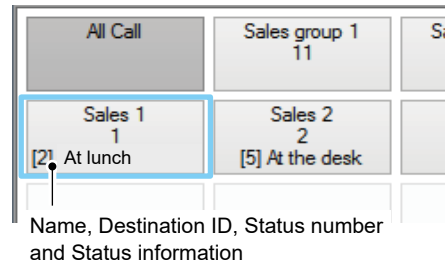 All Call
Sales group 1
11
Sa
Sales 1
1
[2] At lunch
Sales 2
2
[5] At the desk
Name, Destination ID, Status number
and Status information